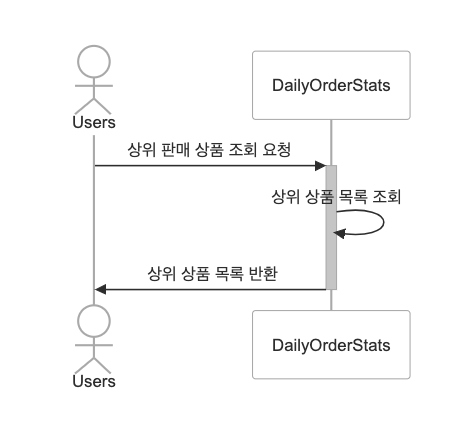 Users
DailyOrderStats
상위 판매 상품 조회 요청
상위 상품 목록 조회
상위 상품 목록 반환
Users
DailyOrderStats